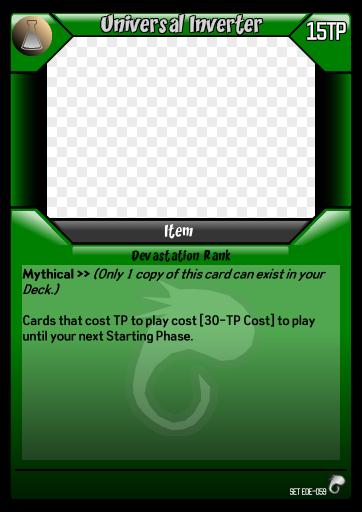 Universal Inverter
15TP
Item
Devastation Rank
Mythical >> (Only 1 copy of this card can exist in your
Deck.)
Cards that cost TP to play cost [30-TP Cost] to play
until your next Starting Phase.
SET EDE-059